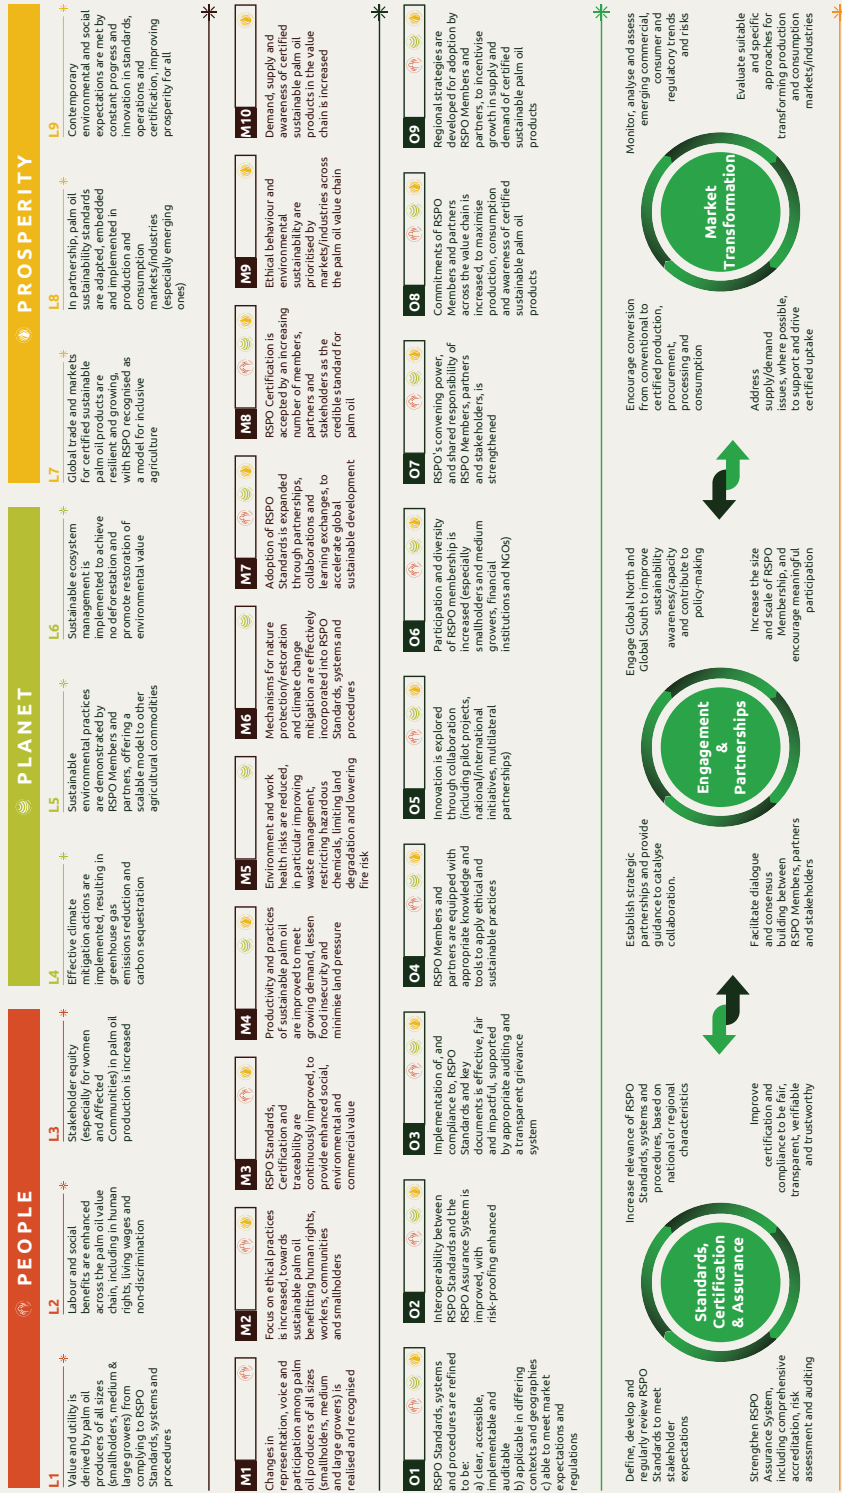 PEOPLE
PLANET
PROSPERITY
L1
Value and utility is
derived by palm oil
producers of all sizes
(smallholders, medium &
large growers) from
complying to RSPO
Standards, systems and
procedures
L2
Labour and social
benefits are enhanced
across the palm oil value
chain, including in human
rights, living wages and
non-discrimination
L3
Stakeholder equity
(especially for women
and Affected
Communities) in palm oil
production is increased
L4
Effective climate
mitigation actions are
implemented, resulting in
greenhouse gas
emissions reduction and
carbon sequestration
L5
Sustainable
environmental practices
are demonstrated by
RSPO Members and
partners, offering a
scalable model to other
agricultural commodities
L6
Sustainable ecosystem
management is
implemented to achieve
no deforestation and
promote restoration of
environmental value
L7
Global trade and markets
for certified sustainable
palm oil products are
resilient and growing,
with RSPO recognised as
a model for inclusive
agriculture
L8
In partnership, palm oil
sustainability standards
are adapted, embedded
and implemented in
production and
consumption
markets/industries
(especially emerging
ones)
L9
Contemporary
environmental and social
expectations are met by
constant progress and
innovation in standards,
operations and
certification, improving
prosperity for all
M1
Changes in
representation, voice and
participation among palm
oil producers of all sizes
(smallholders, medium
and large growers) is
realised and recognised
M2
Focus on ethical practices
is increased, towards
sustainable palm oil
benefitting human rights,
workers, communities
and smallholders
M3
RSPO Standards,
Certification and
traceability are
continuously improved, to
provide enhanced social,
environmental and
commercial value
M4
Productivity and practices
of sustainable palm oil
are improved to meet
growing demand, lessen
food insecurity and
minimise land pressure
M5
Environment and work
health risks are reduced,
in particular improving
waste management,
restricting hazardous
chemicals, limiting land
degradation and lowering
fire risk
M6
Mechanisms for nature
protection/restoration
and climate change
mitigation are effectively
incorporated into RSPO
Standards, systems and
procedures
M7
Adoption of RSPO
Standards is expanded
through partnerships,
collaborations and
learning exchanges, to
accelerate global
sustainable development
M8
RSPO Certification is
accepted by an increasing
number of members,
partners and
stakeholders as the
credible standard for
palm oil
M9
Ethical behaviour and
environmental
sustainability are
prioritised by
markets/industries across
the palm oil value chain
M10
Demand, supply and
awareness of certified
sustainable palm oil
products in the value
chain is increased
O1
RSPO Standards, systems
and procedures are refined
to be:
a) clear, accessible,
implementable and
auditable
b) applicable in differing
contexts and geographies
c) able to meet market
expectations and
regulations
O2
Interoperability between
RSPO Standards and the
RSPO Assurance System is
improved, with
risk-proofing enhanced
O3
Implementation of, and
compliance to, RSPO
Standards and key
documents is effective, fair
and impactful, supported
by appropriate auditing and
a transparent grievance
system
O4
RSPO Members and
partners are equipped with
appropriate knowledge and
tools to apply ethical and
sustainable practices
O5
Innovation is explored
through collaboration
(including pilot projects,
national/international
initiatives, multilateral
partnerships)
O6
Participation and diversity
of RSPO membership is
increased (especially
smallholders and medium
growers, financial
institutions and NGOs)
O7
RSPO's convening power,
and shared responsibility of
RSPO Members, partners
and stakeholders, is
strengthened
O8
Commitments of RSPO
Members and partners
across the value chain is
increased, to maximise
production, consumption
and awareness of certified
sustainable palm oil
products
O9
Regional strategies are
developed for adoption by
RSPO Members and
partners, to incentivise
growth in supply and
demand of certified
sustainable palm oil
products
Define, develop and
regularly review RSPO
Standards to meet
stakeholder
expectations
Increase relevance of RSPO
Standards, systems and
procedures, based on
national or regional
characteristics
Standards,
Certification
& Assurance
Strengthen RSPO
Assurance System,
including comprehensive
accreditation, risk
assessment and auditing
Improve
certification and
compliance to be fair,
transparent, verifiable
and trustworthy
Establish strategic
partnerships and provide
guidance to catalyse
collaboration.
Engage Global North and
Global South to improve
sustainability
awareness/capacity
and contribute to
policy-making
Engagement
&
Partnerships
Facilitate dialogue
and consensus
building between
RSPO Members, partners
and stakeholders
Increase the size
and scale of RSPO
Membership, and
encourage meaningful
participation
Encourage conversion
from conventional to
certified production,
procurement,
processing and
consumption
Monitor, analyse and assess
emerging commercial,
consumer and
regulatory trends
and risks
Market
Transformation
Address
supply/demand
issues, where possible,
to support and drive
certified uptake
Evaluate suitable
and specific
approaches for
transforming production
and consumption
markets/industries